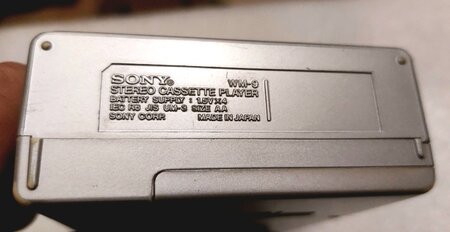 SONY® WM-9
STEREO CASSETTE PLAYER
BATTERY SUPPLY : 1.5V×4
IEC R6 JIS UM-3 SIZE AA
SONY CORP. MADE IN JAPAN